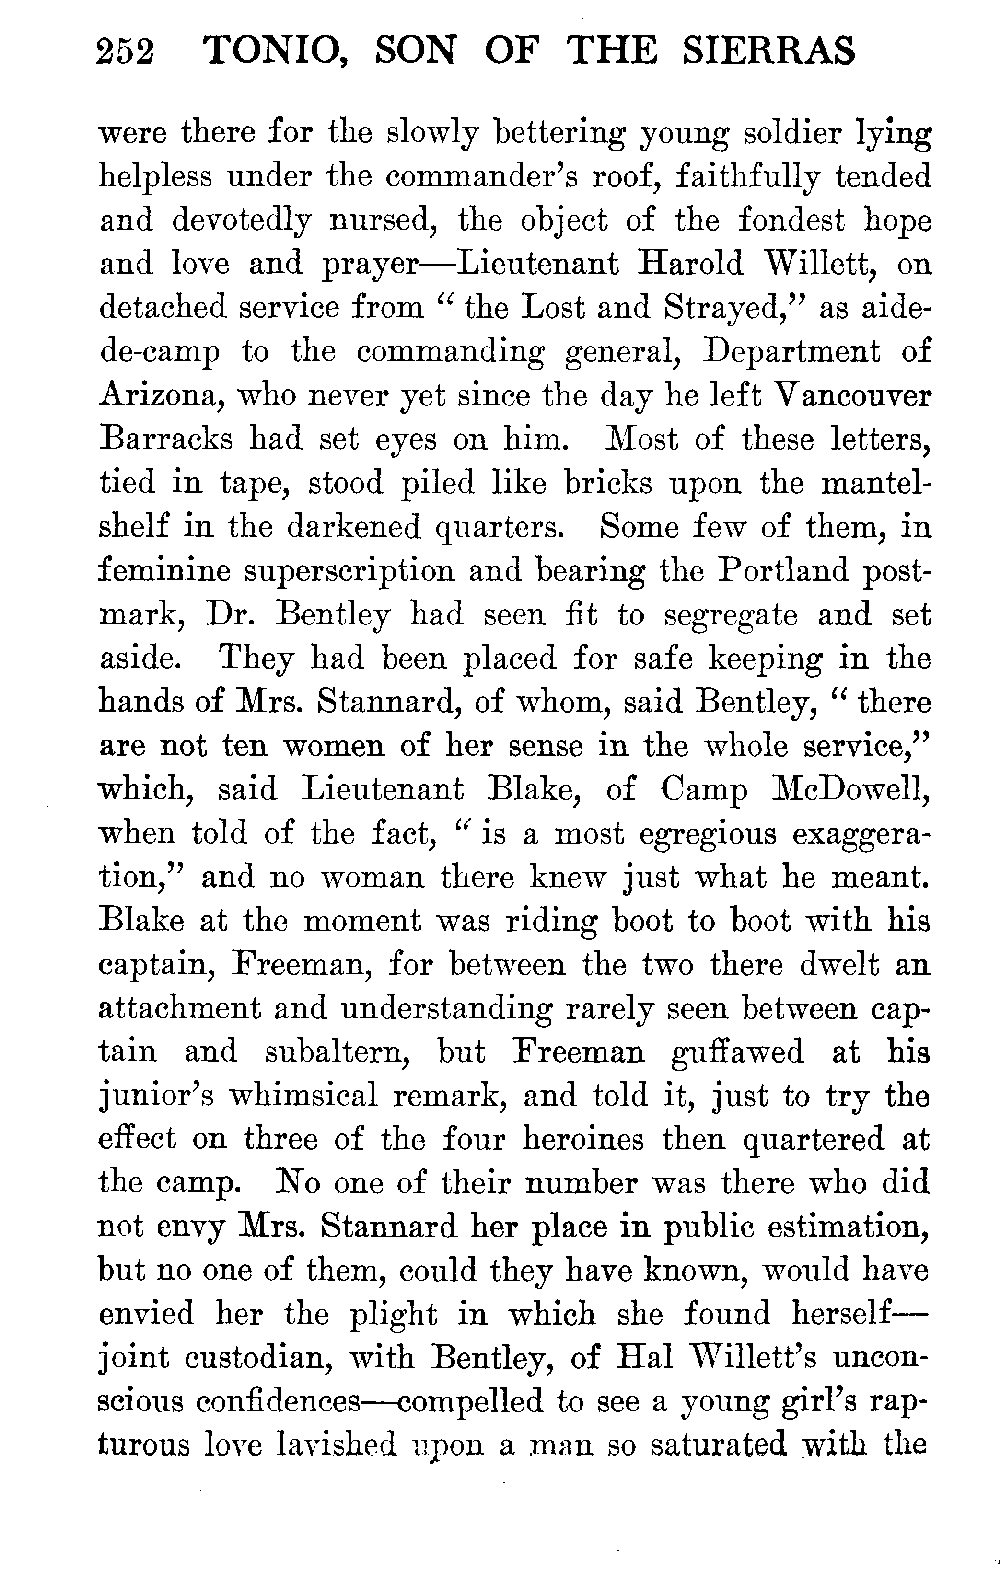 252 TONIO, SON OF THE SIERRAS
were there for the slowly bettering young soldier lying
helpless under the commander's roof, faithfully tended
and devotedly nursed, the object of the fondest hope
and love and prayer—Lieutenant Harold Willett, on
detached service from " the Lost and Strayed," as aide-
de-camp to the commanding general, Department of
Arizona, who never yet since the day he left Vancouver
Barracks had set eyes on him. Most of these letters,
tied in tape, stood piled like bricks upon the mantel-
shelf in the darkened quarters. Some few of them, in
feminine superscription and bearing the Portland post-
mark, Dr. Bentley had seen fit to segregate and set
aside. They had been placed for safe keeping in the
hands of Mrs. Stannard, of whom, said Bentley, " there
are not ten women of her sense in the whole service,"
which, said Lieutenant Blake, of Camp McDowell,
when told of the fact, " is a most egregious exaggera-
tion," and no woman there knew just what he meant.
Blake at the moment was riding boot to boot with his
captain, Freeman, for between the two there dwelt an
attachment and understanding rarely seen between cap-
tain and subaltern, but Freeman guffawed at his
junior's whimsical remark, and told it, just to try the
effect on three of the four heroines then quartered at
the camp. No one of their number was there who did
not envy Mrs. Stannard her place in public estimation,
but no one of them, could they have known, would have
envied her the plight in which she found herself—
joint custodian, with Bentley, of Hal Willett's uncon-
scious confidences—compelled to see a young girl's rap-
turous love lavished upon a man so saturated with the